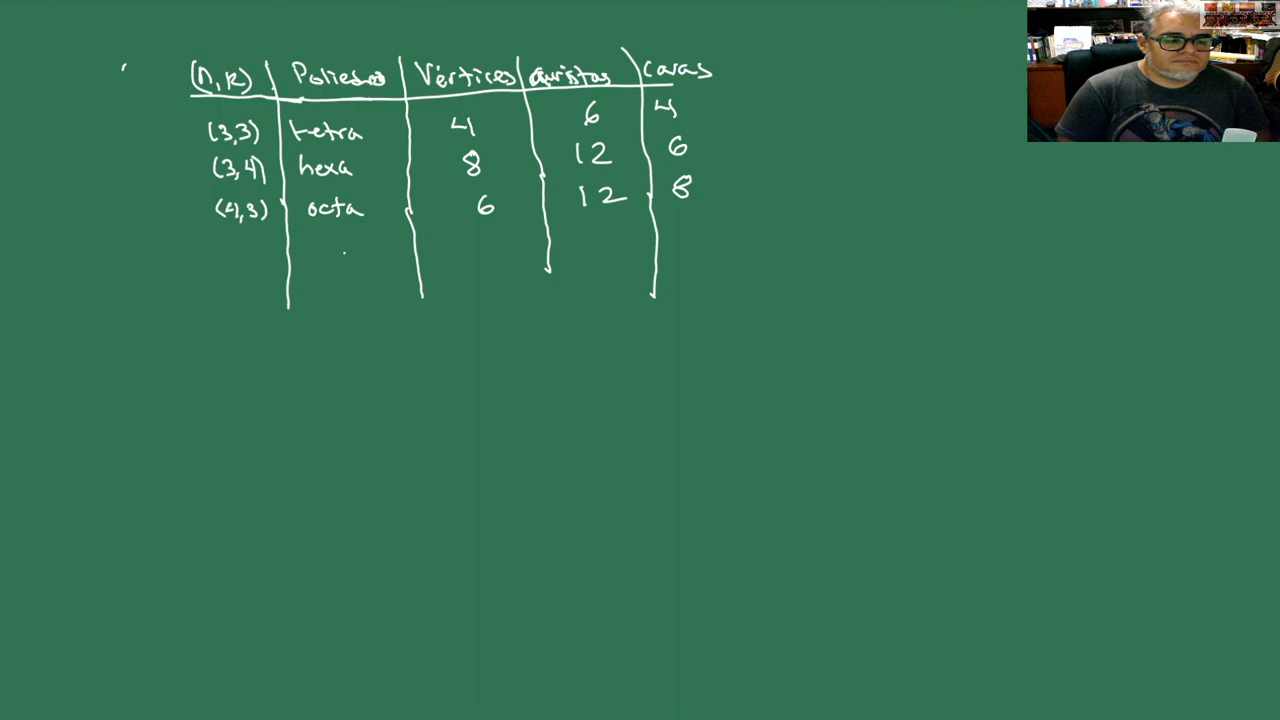 (n,k) Poliedro Vértices aristas caras
(3,3) tetra 4 6 4
(3,4) hexa 8 12 6
(4,3) octa 6 12 8